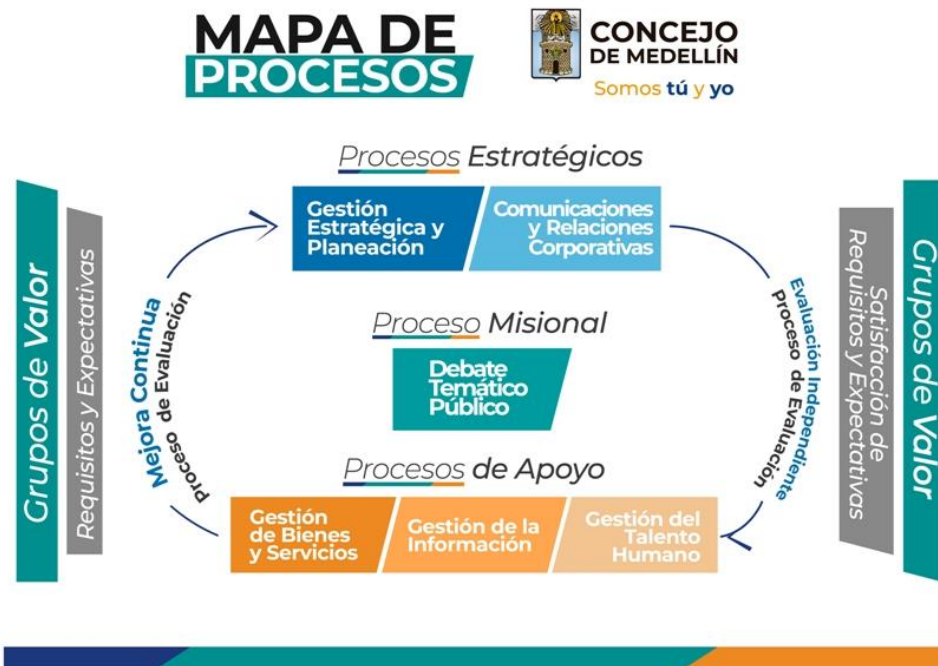 MAPA DE
PROCESOS
CONCEJO
DE MEDELLÍN
Somos tú y yo
Grupos de Valor
Requisitos y Expectativas
Mejora Continua
Proceso de Evaluación
Procesos Estratégicos
Gestión
Estratégica y
Planeación
Comunicaciones
y Relaciones
Corporativas
Proceso Misional
Debate
Temático
Público
Procesos de Apoyo
Gestión
de Bienes
y Servicios
Gestión de la
Información
Gestión del
Talento
Humano
Evaluación Independiente
Proceso de Evaluación
Satisfacción de
Requisitos y Expectativas
Grupos de Valor